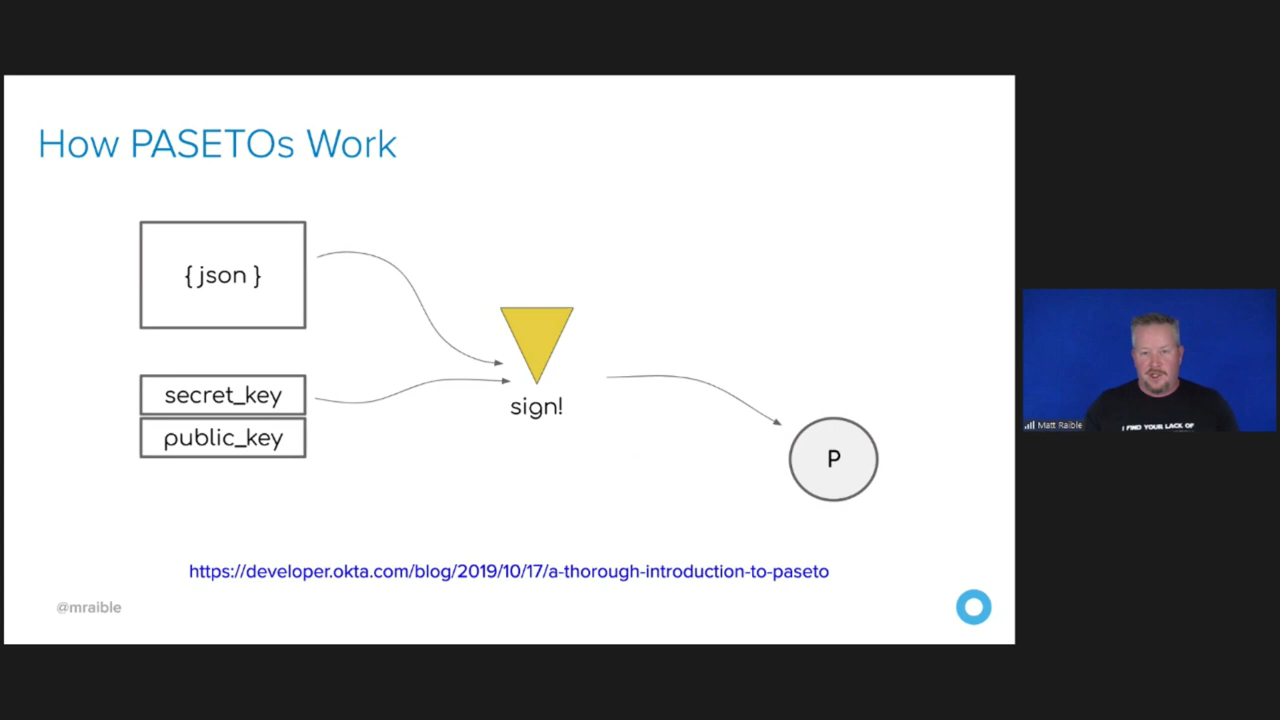 How PASETOs Work
{ json }
secret_key
public_key
sign!
P
https://developer.okta.com/blog/2019/10/17/a-thorough-introduction-to-paseto
@mraible
Matt Raible
I FIND YOUR LACK OF